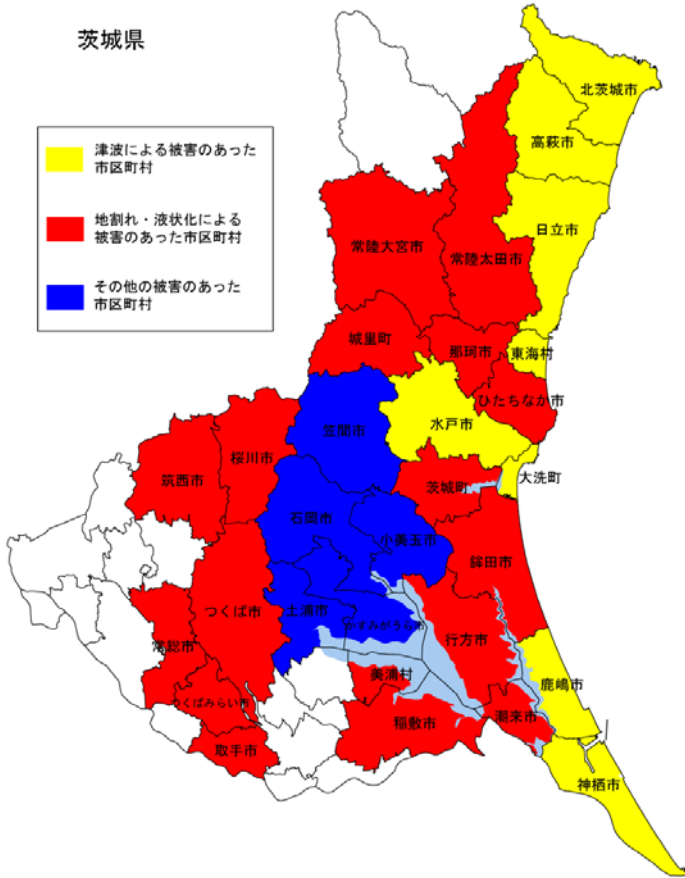 茨城県
津波による被害のあった
市区町村
地割れ・液状化による
被害のあった市区町村
その他の被害のあった
市区町村
北茨城市
高萩市
日立市
常陸大宮市
常陸太田市
城里町
那珂市
東海村
ひたちなか市
笠間市
水戸市
桜川市
筑西市
茨城町
大洗町
石岡市
小美玉市
鉾田市
つくば市
土浦市
かすみがうら市
常総市
行方市
美浦村
鹿嶋市
つくばみらい市
稲敷市
潮来市
取手市
神栖市